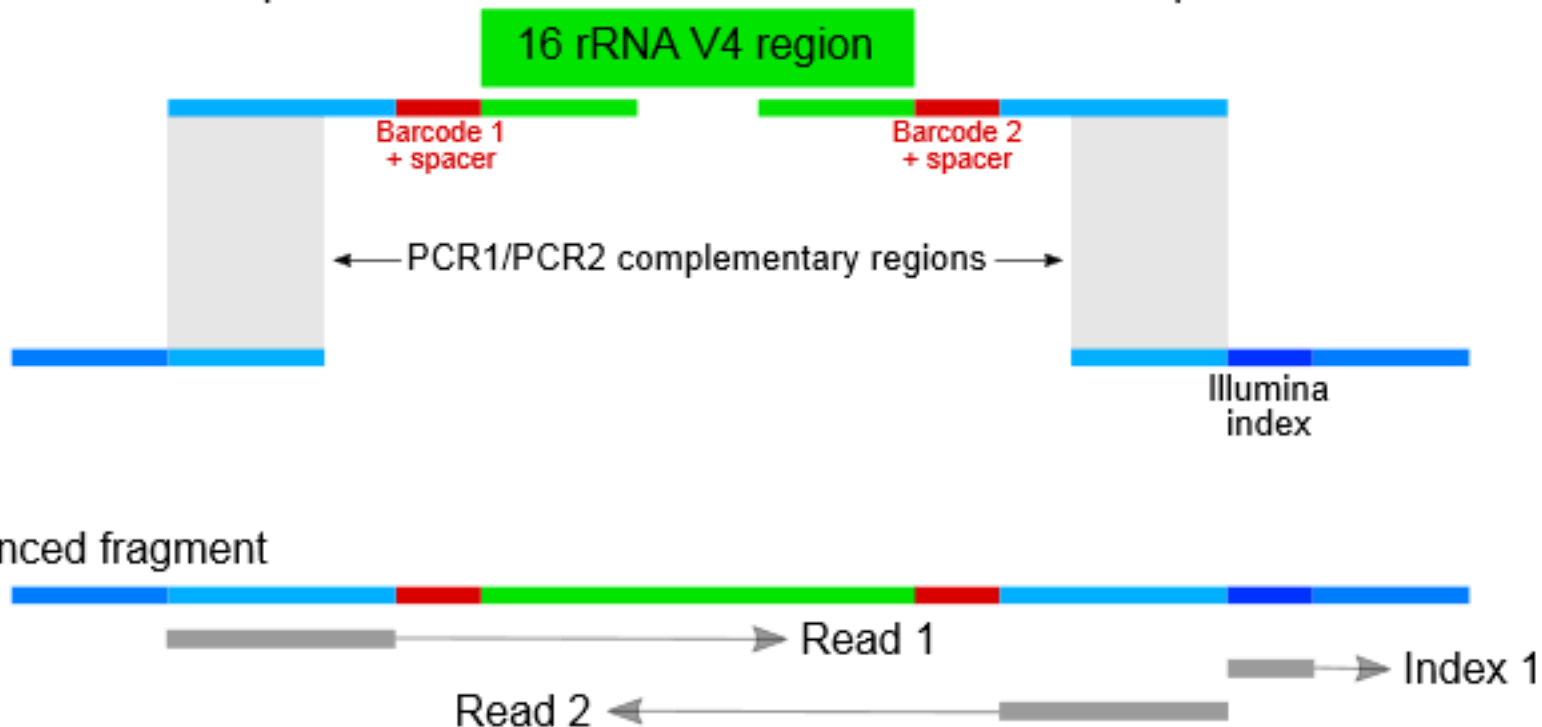 16 rRNA V4 region
Barcode 1
+ spacer
Barcode 2
+ spacer
PCR1/PCR2 complementary regions
Illumina
index
nced fragment
Read 1
Index 1
Read 2